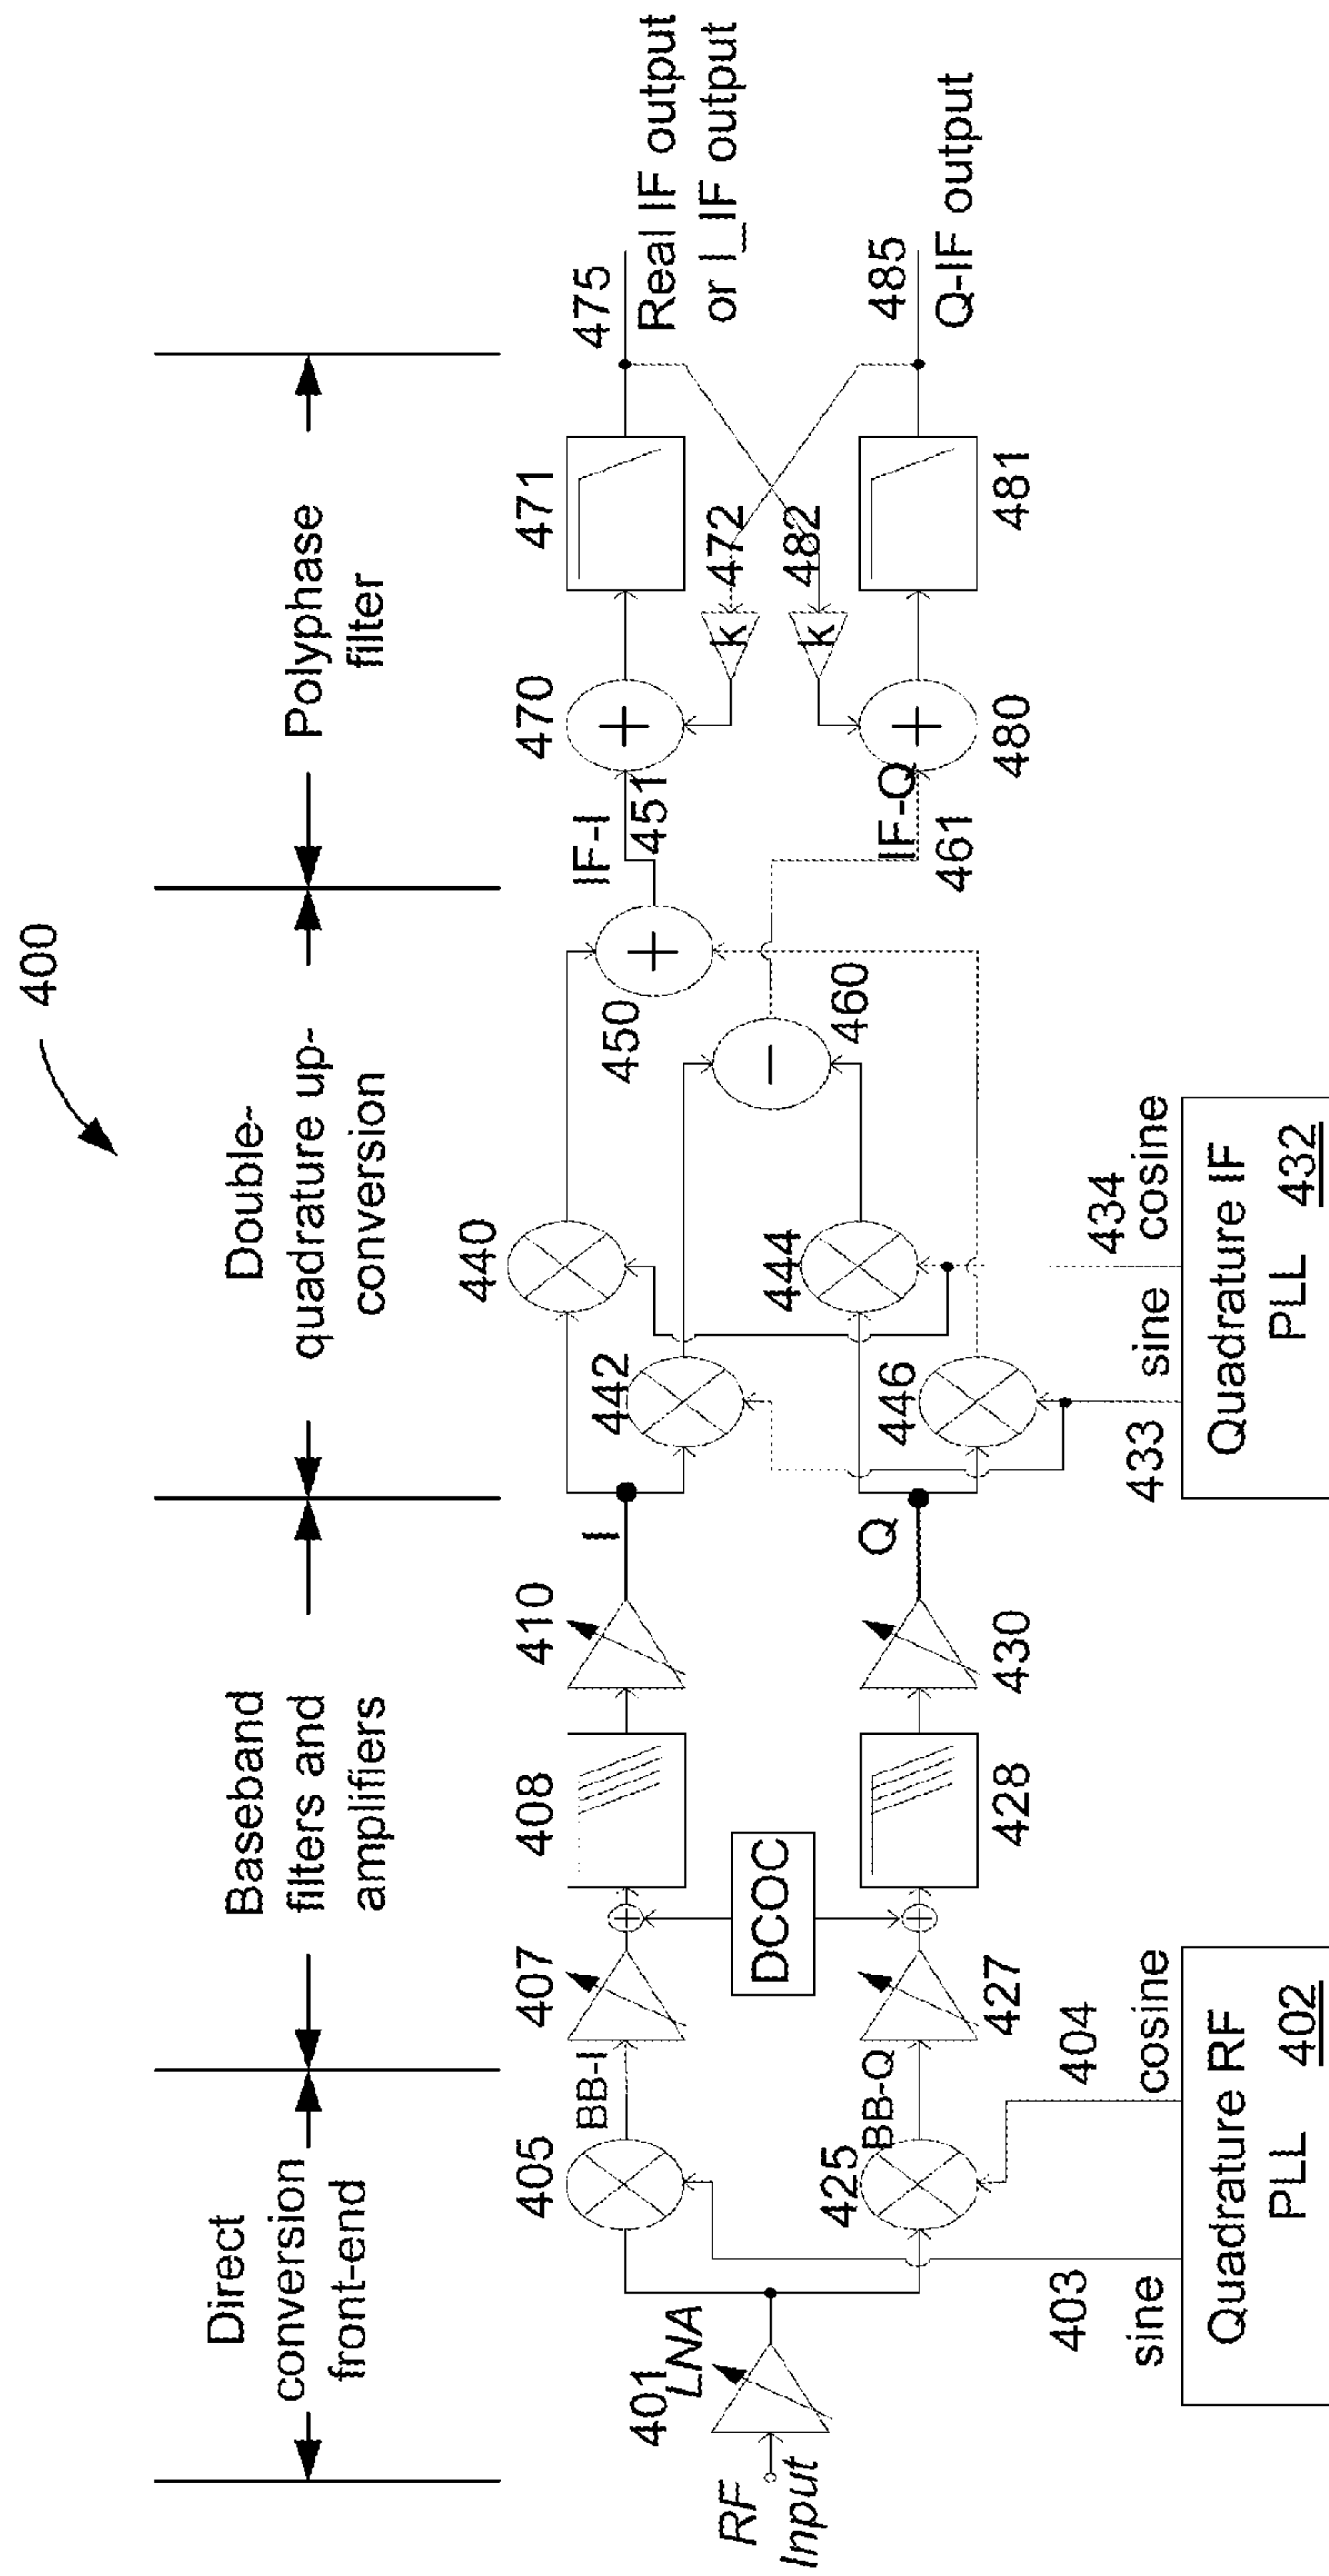 400
Direct
conversion
front-end
Baseband
filters and
amplifiers
Double-
quadrature up-
conversion
Polyphase
filter
RF
Input
401
LNA
405
BB-I
407
408
410
I
440
442
450
IF-I
451
470
471
475
Real IF output
or I_IF output
472
k
482
k
DCOC
425
BB-Q
427
428
430
Q
444
446
460
IF-Q
461
480
481
485
Q-IF output
+
+
+
−
+
+
403
sine
404
cosine
Quadrature RF
PLL 402
433
sine
434
cosine
Quadrature IF
PLL 432